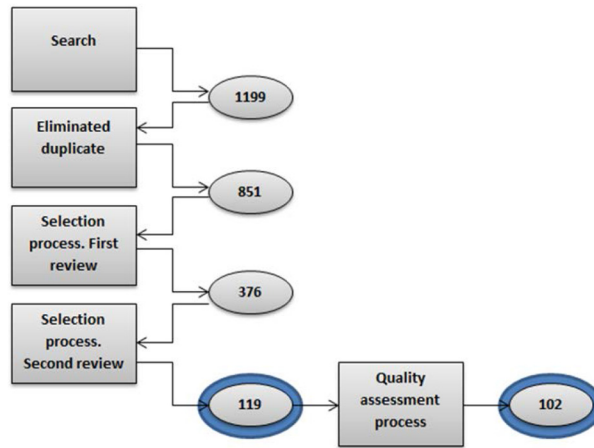 Search
1199
Eliminated
duplicate
851
Selection
process. First
review
376
Selection
process.
Second review
119
Quality
assessment
process
102